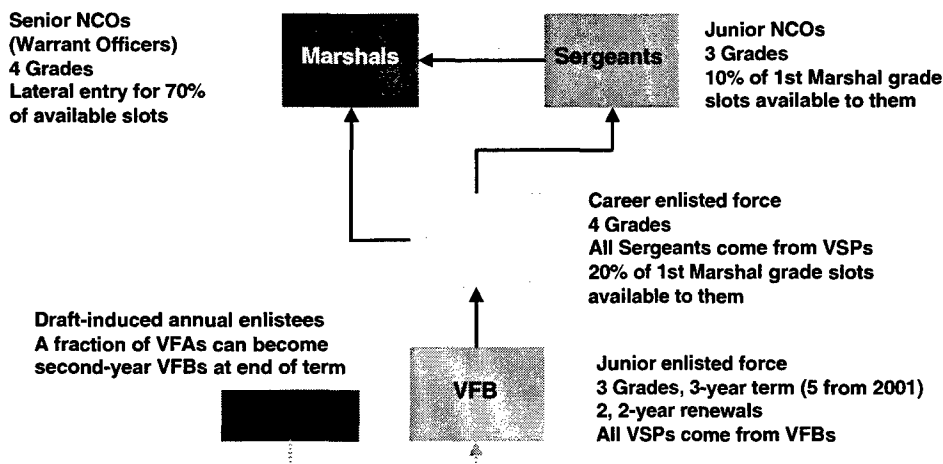 Senior NCOs
(Warrant Officers)
4 Grades
Lateral entry for 70%
of available slots
Marshals
Sergeants
Junior NCOs
3 Grades
10% of 1st Marshal grade
slots available to them
Career enlisted force
4 Grades
All Sergeants come from VSPs
20% of 1st Marshal grade slots
available to them
Draft-induced annual enlistees
A fraction of VFAs can become
second-year VFBs at end of term
VFB
Junior enlisted force
3 Grades, 3-year term (5 from 2001)
2, 2-year renewals
All VSPs come from VFBs